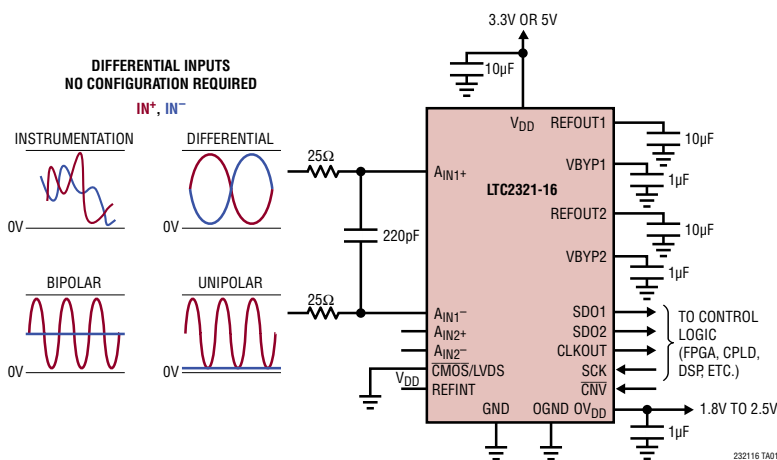 3.3V OR 5V
10µF
DIFFERENTIAL INPUTS
NO CONFIGURATION REQUIRED
IN+, IN–
INSTRUMENTATION
0V
DIFFERENTIAL
BIPOLAR
0V
UNIPOLAR
0V
25Ω
220pF
25Ω
VDD
LTC2321-16
AIN1+
AIN1–
AIN2+
AIN2–
CMOS/LVDS
VDD
REFINT
GND
OGND
OVDD
REFOUT1
10µF
VBYP1
1µF
REFOUT2
10µF
VBYP2
1µF
SDO1
SDO2
CLKOUT
SCK
CNV
TO CONTROL
LOGIC
(FPGA, CPLD,
DSP, ETC.)
1.8V TO 2.5V
1µF
232116 TA01